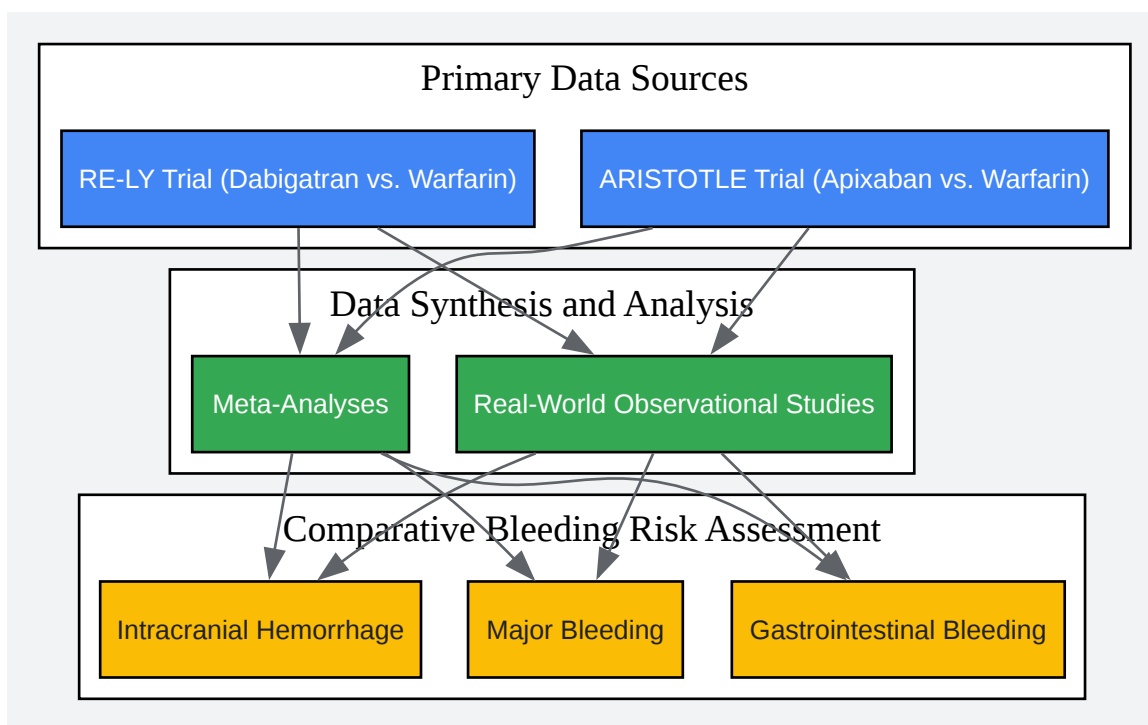 Primary Data Sources
RE-LY Trial (Dabigatran vs. Warfarin)
ARISTOTLE Trial (Apixaban vs. Warfarin)
Data Synthesis and Analysis
Meta-Analyses
Real-World Observational Studies
Comparative Bleeding Risk Assessment
Intracranial Hemorrhage
Major Bleeding
Gastrointestinal Bleeding